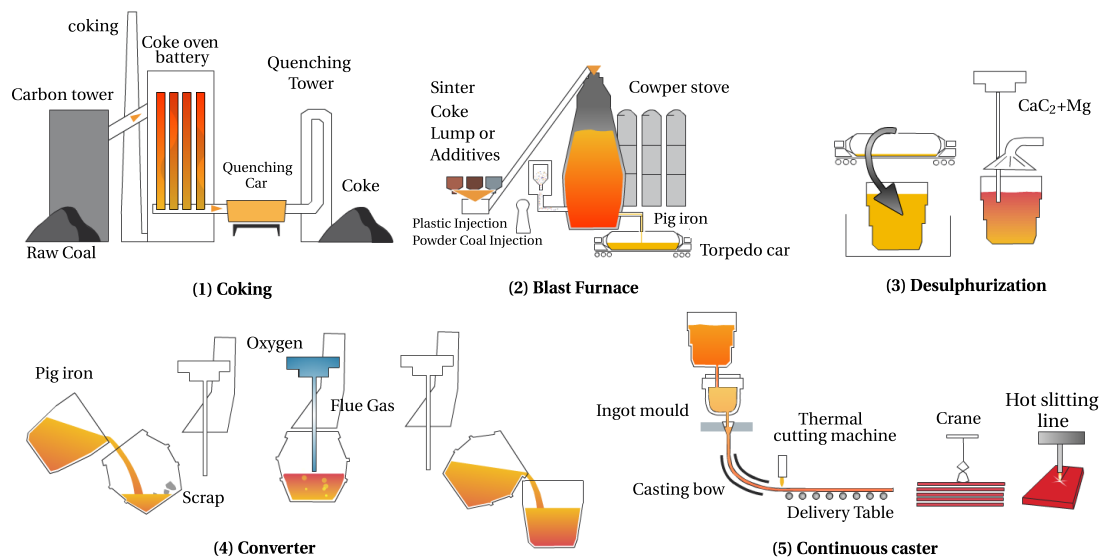 coking
Coke oven
battery
Carbon tower
Quenching
Tower
Quenching
Car
Coke
Raw Coal
(1) Coking
Sinter
Coke
Lump or
Additives
Cowper stove
Plastic Injection
Powder Coal Injection
Pig iron
Torpedo car
(2) Blast Furnace
CaC₂+Mg
(3) Desulphurization
Pig iron
Scrap
Oxygen
Flue Gas
(4) Converter
Ingot mould
Casting bow
Thermal
cutting machine
Delivery Table
Crane
Hot slitting
line
(5) Continuous caster